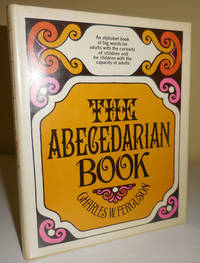 An alphabet book
of big words for
adults with the curiosity
of children and
for children with the
capacity of adults
THE
ABECEDARIAN
BOOK
CHARLES W. FERGUSON